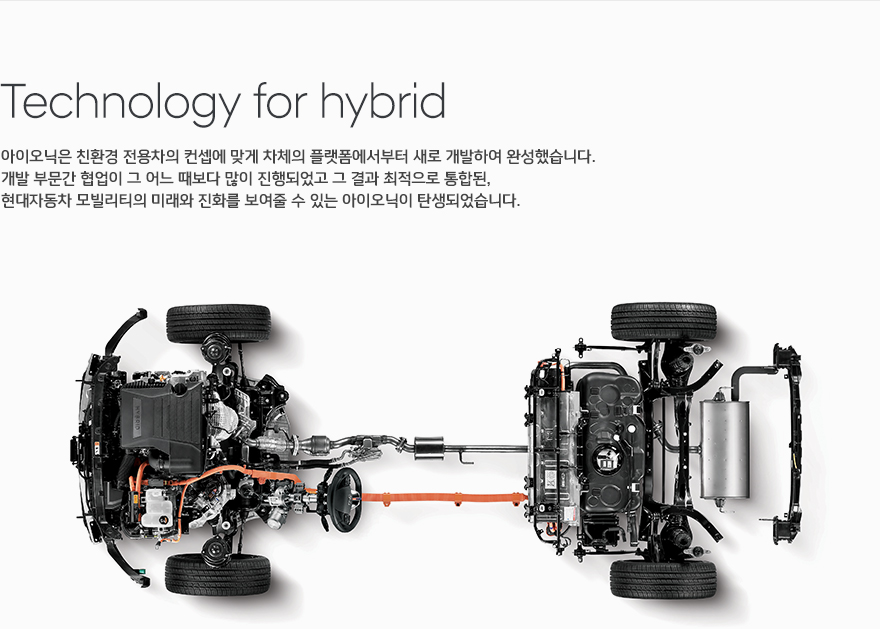 Technology for hybrid
아이오닉은 친환경 전용차의 컨셉에 맞게 차체의 플랫폼에서부터 새로 개발하여 완성했습니다.
개발 부문간 협업이 그 어느 때보다 많이 진행되었고 그 결과 최적으로 통합된,
현대자동차 모빌리티의 미래와 진화를 보여줄 수 있는 아이오닉이 탄생되었습니다.